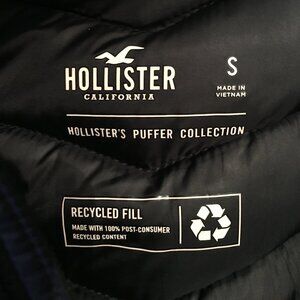 HOLLISTER
CALIFORNIA
S
MADE IN
VIETNAM
HOLLISTER'S PUFFER COLLECTION
RECYCLED FILL
MADE WITH 100% POST-CONSUMER
RECYCLED CONTENT